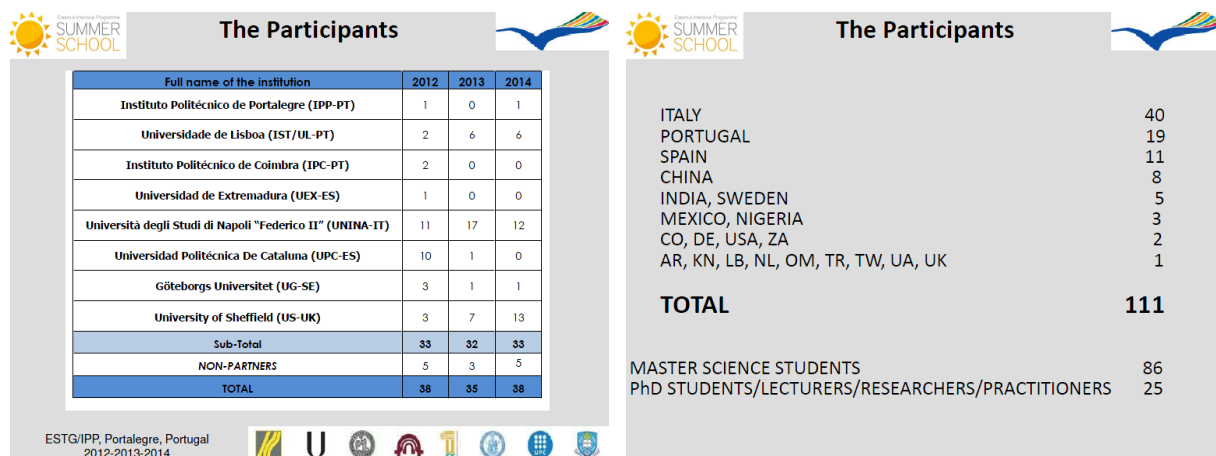 Erasmus Intensive Programme
SUMMER
SCHOOL
The Participants
Full name of the institution 2012 2013 2014
Instituto Politécnico de Portalegre (IPP-PT) 1 0 1
Universidade de Lisboa (IST/UL-PT) 2 6 6
Instituto Politécnico de Coimbra (IPC-PT) 2 0 0
Universidad de Extremadura (UEX-ES) 1 0 0
Università degli Studi di Napoli "Federico II" (UNINA-IT) 11 17 12
Universidad Politécnica De Cataluna (UPC-ES) 10 1 0
Göteborgs Universitet (UG-SE) 3 1 1
University of Sheffield (US-UK) 3 7 13
Sub-Total 33 32 33
NON-PARTNERS 5 3 5
TOTAL 38 35 38
ESTG/IPP, Portalegre, Portugal
2012-2013-2014
UPC
Erasmus Intensive Programme
SUMMER
SCHOOL
The Participants
ITALY 40
PORTUGAL 19
SPAIN 11
CHINA 8
INDIA, SWEDEN 5
MEXICO, NIGERIA 3
CO, DE, USA, ZA 2
AR, KN, LB, NL, OM, TR, TW, UA, UK 1
TOTAL 111
MASTER SCIENCE STUDENTS 86
PhD STUDENTS/LECTURERS/RESEARCHERS/PRACTITIONERS 25